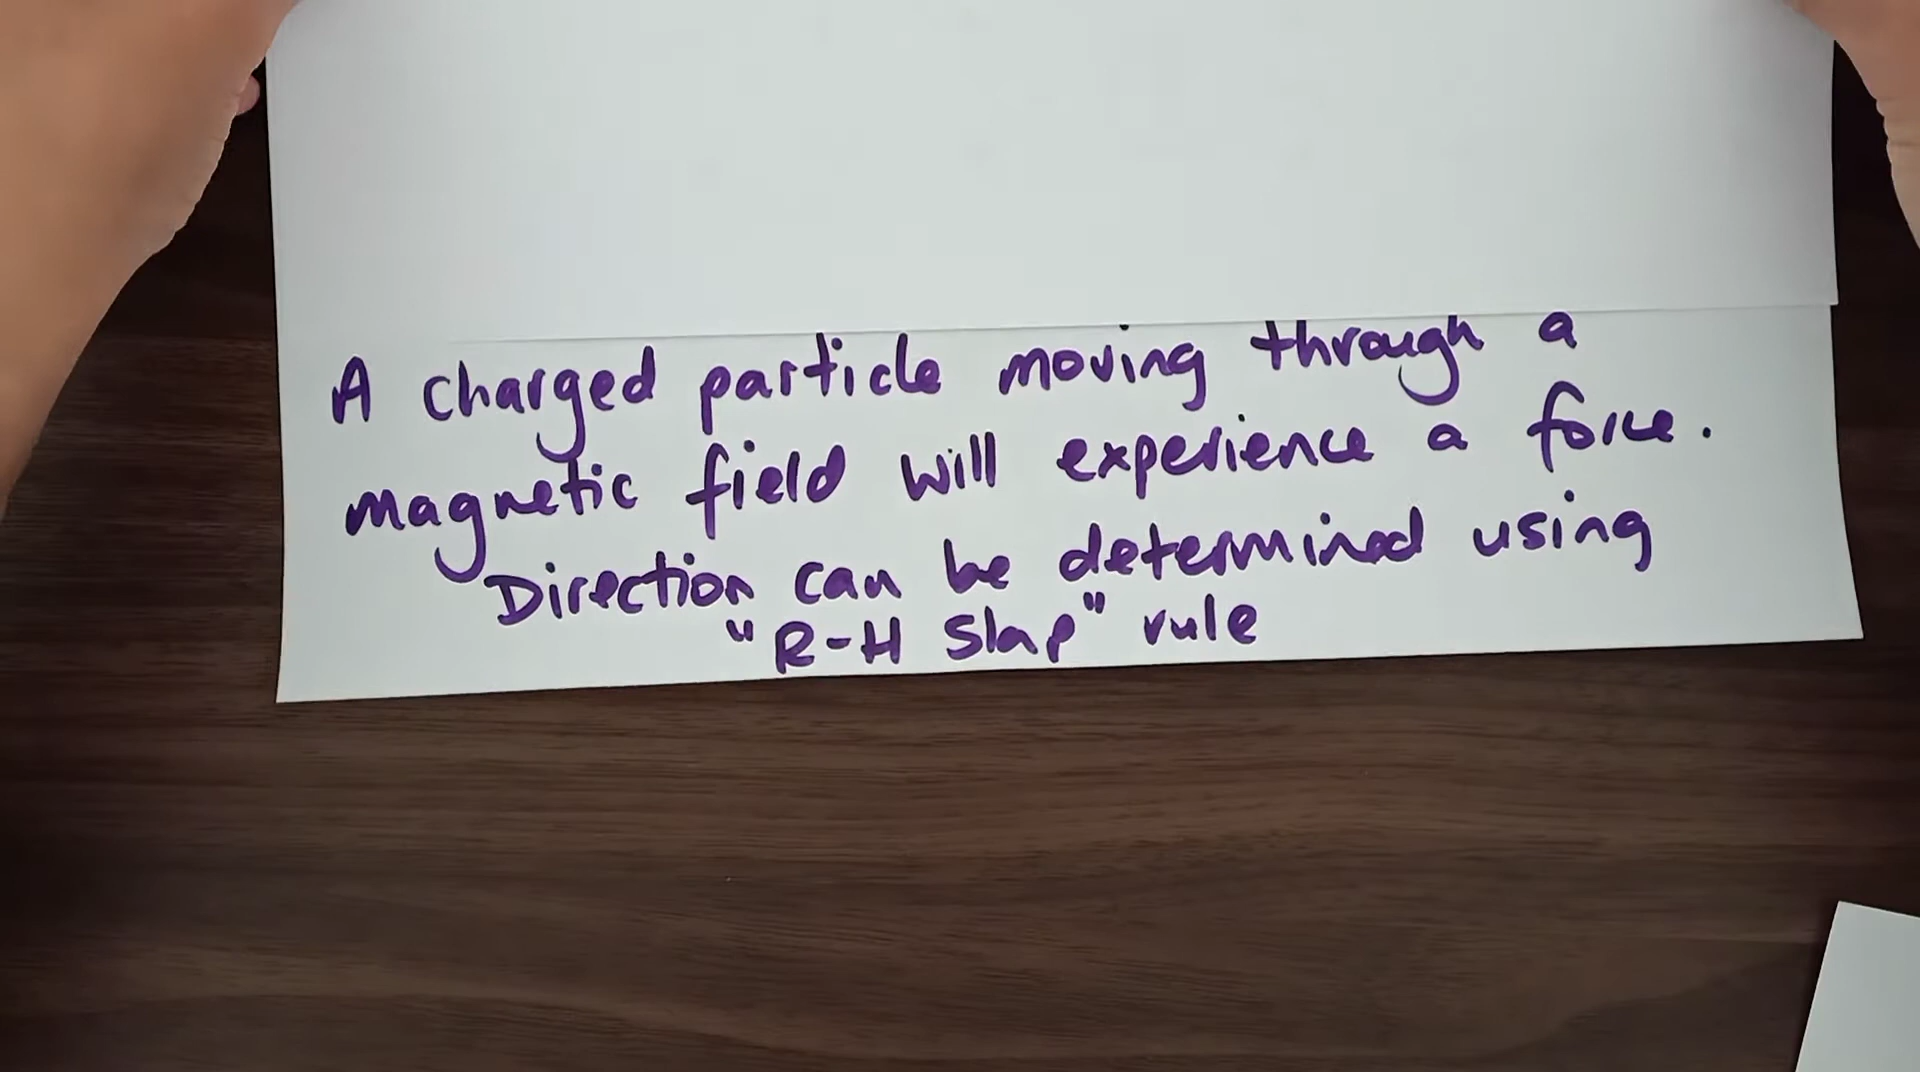 A charged particle moving through a
magnetic field will experience a force.
Direction can be determined using
"R-H Slap" rule